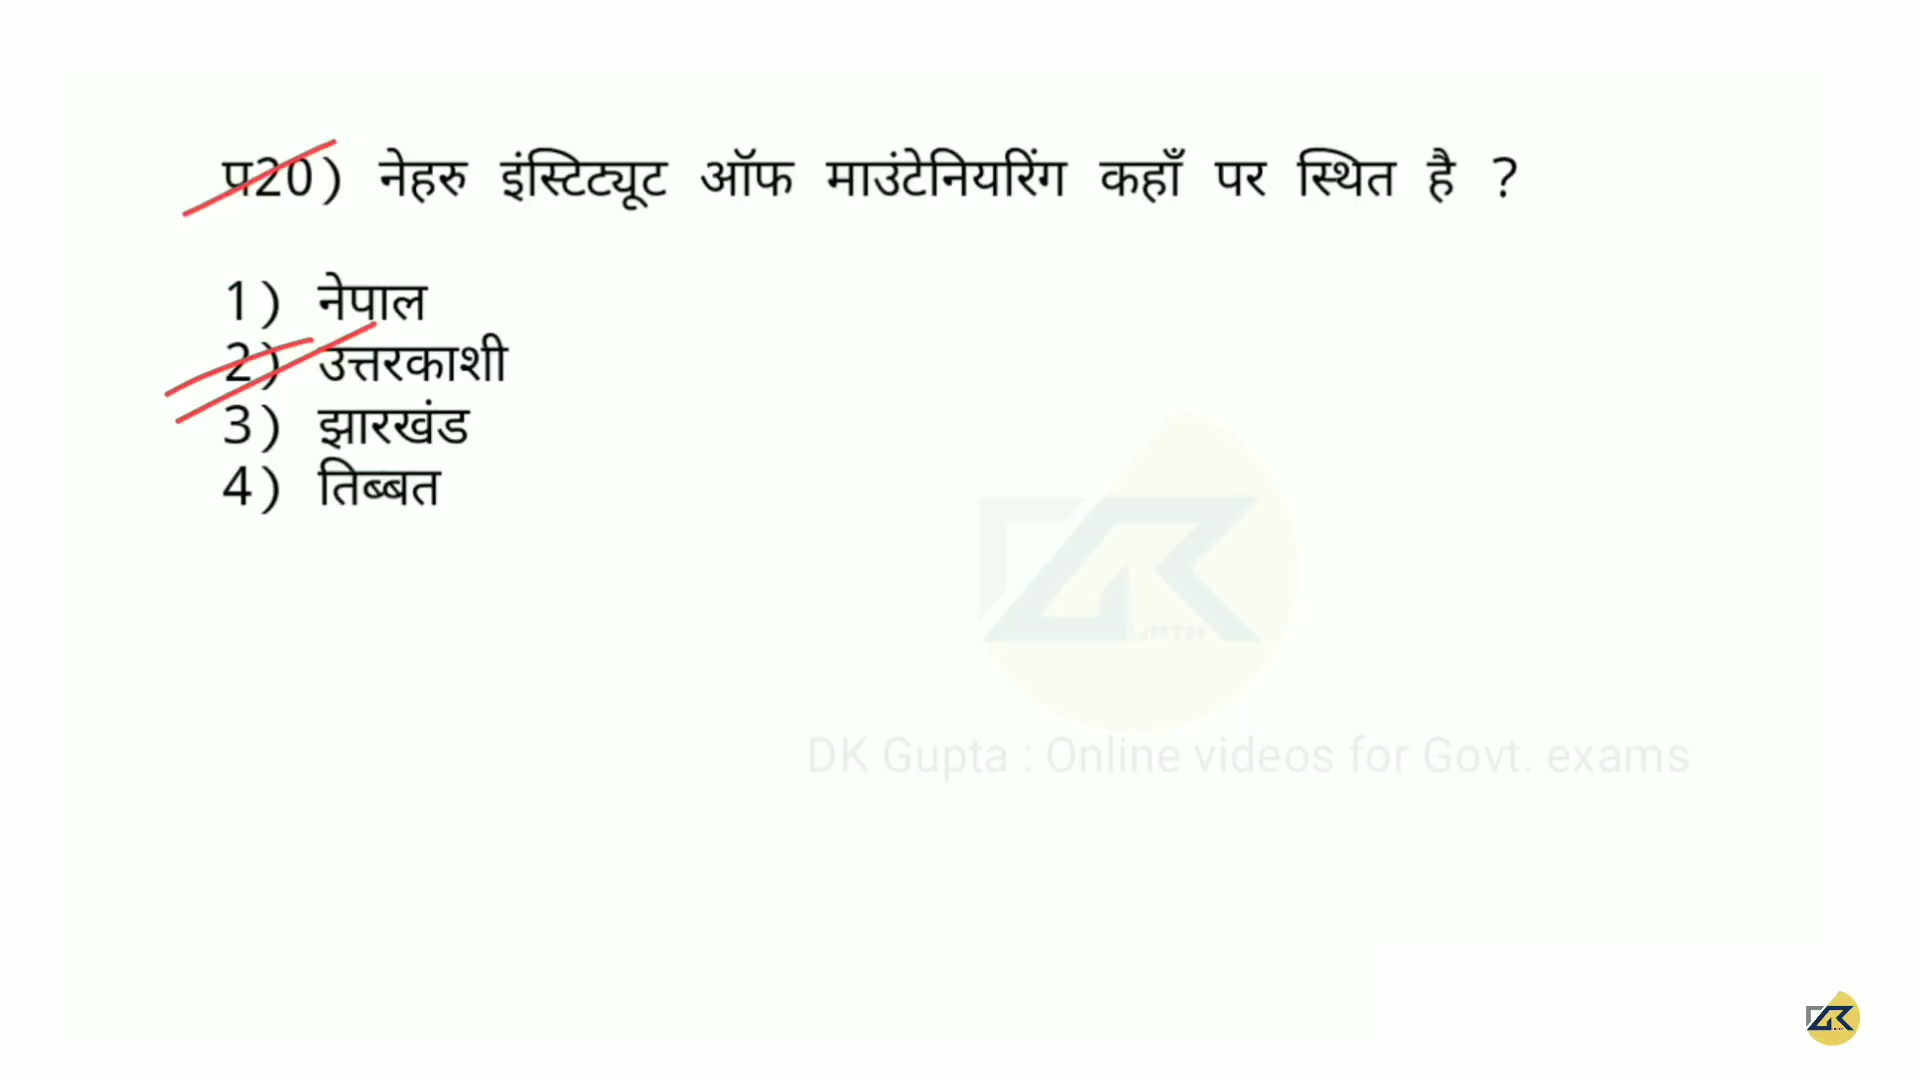 प20) नेहरु इंस्टिट्यूट ऑफ माउंटेनियरिंग कहाँ पर स्थित है ?
1) नेपाल
2) उत्तरकाशी
3) झारखंड
4) तिब्बत
DK Gupta : Online videos for Govt. exams